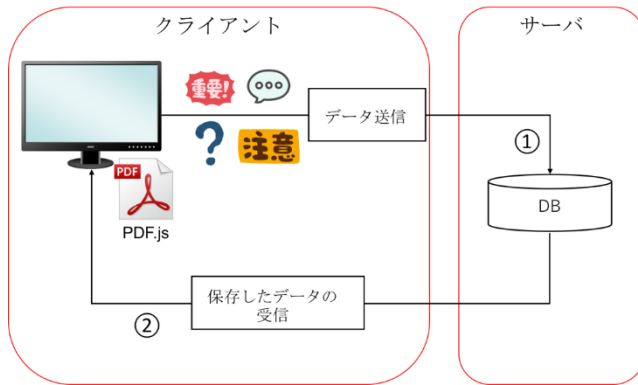 クライアント
サーバ
重要!
データ送信
①
?
注意
PDF
PDF.js
DB
保存したデータの
受信
②